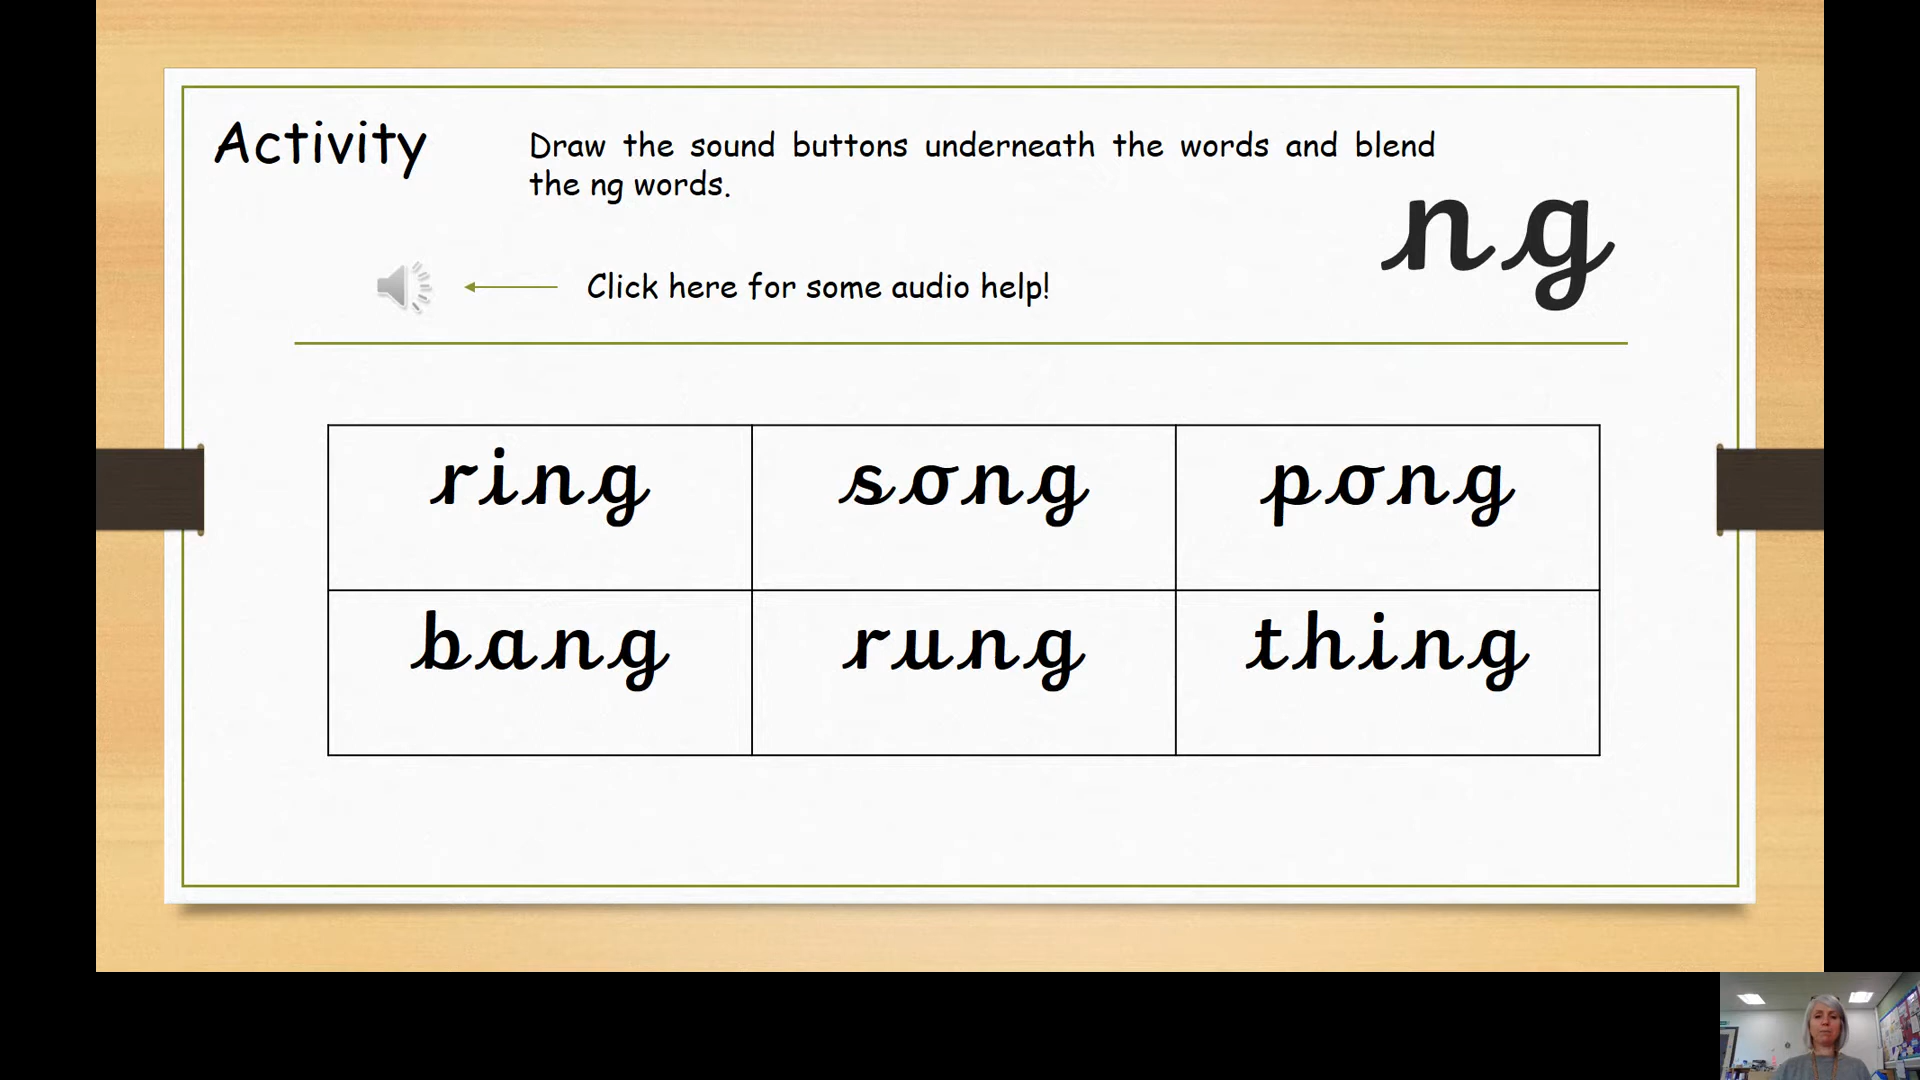 Activity
Draw the sound buttons underneath the words and blend
the ng words.
ng
Click here for some audio help!
ring song pong
bang rung thing